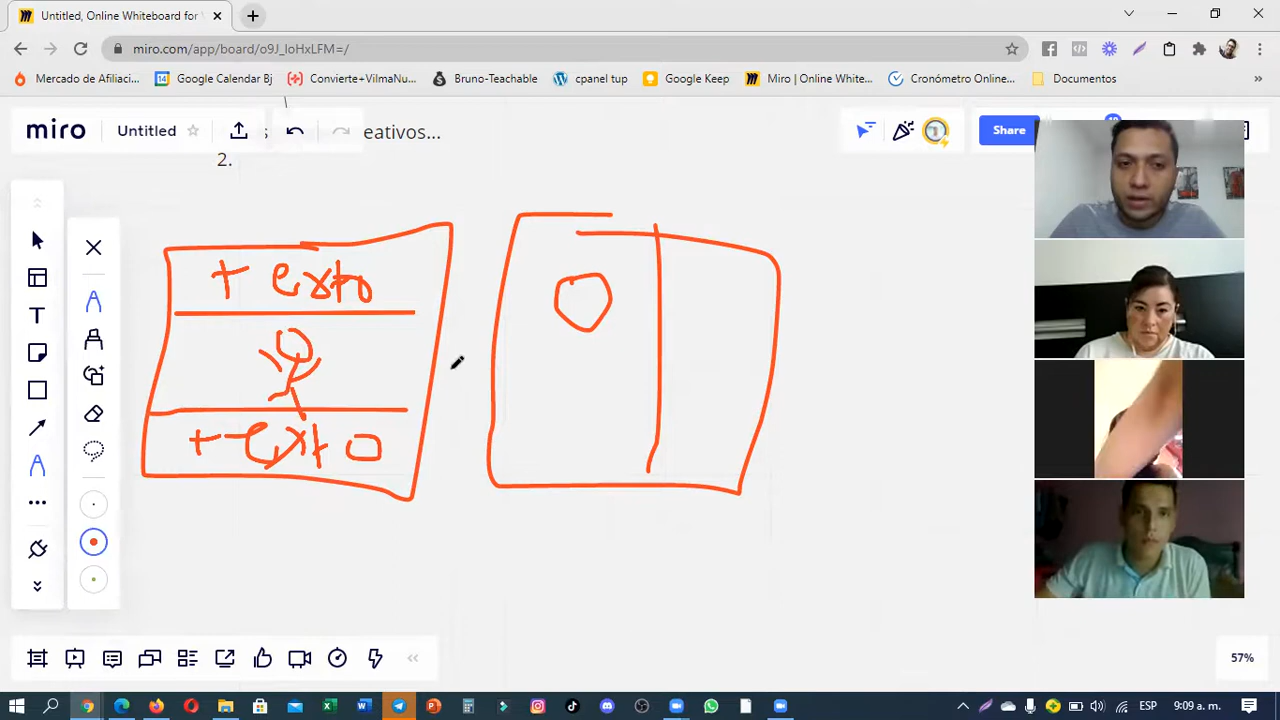 Untitled, Online Whiteboard for
miro.com/app/board/o9J_loHxLFM=/
Mercado de Afiliaci...
14
Google Calendar Bj
Convierte+VilmaNu...
Bruno-Teachable
cpanel tup
Google Keep
Miro | Online White...
Cronómetro Online...
Documentos
»
miro
Untitled
eativos...
Share
2.
texto
texto
T
57%
ESP
9:09 a. m.